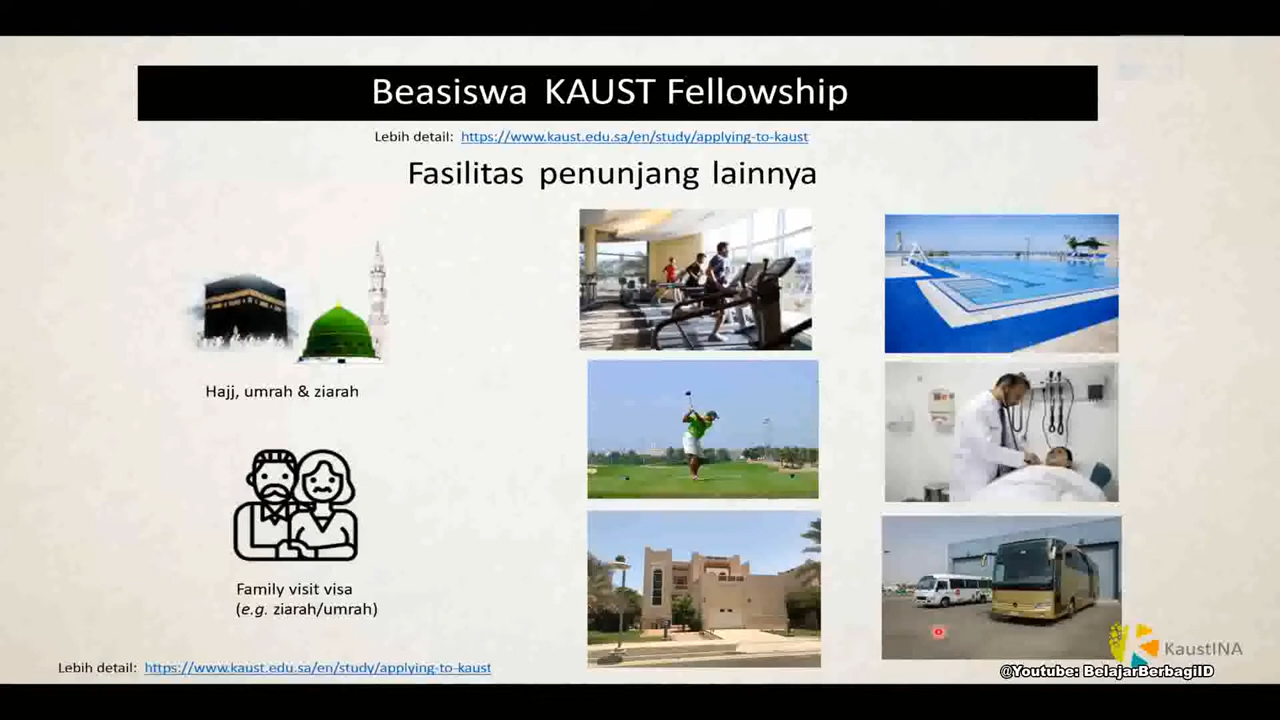 Beasiswa KAUST Fellowship
Lebih detail: https://www.kaust.edu.sa/en/study/applying-to-kaust
Fasilitas penunjang lainnya
Hajj, umrah & ziarah
Family visit visa
(e.g. ziarah/umrah)
Lebih detail: https://www.kaust.edu.sa/en/study/applying-to-kaust
KaustINA
@Youtube: BelajarBerbagiID